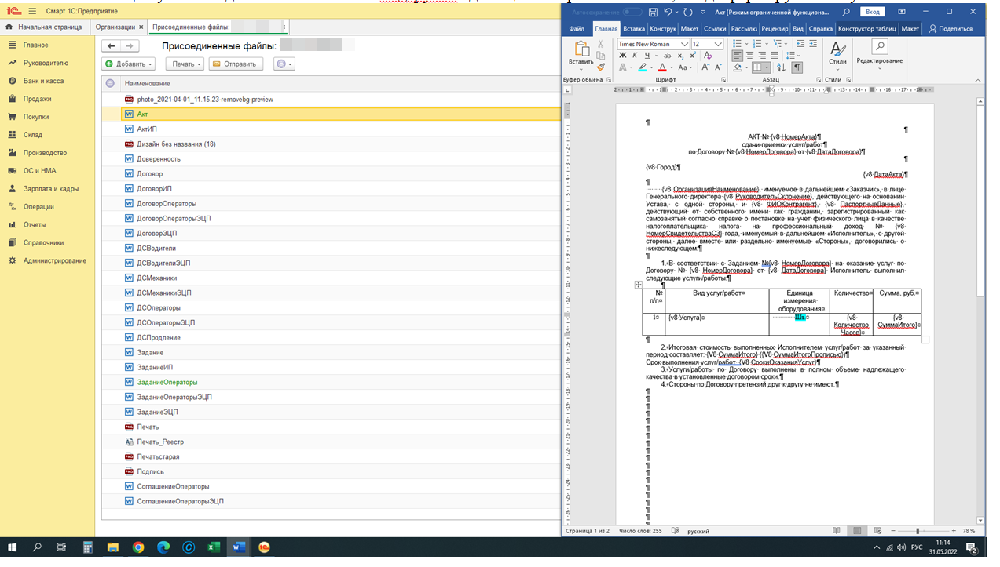 Смарт 1С:Предприятие
Начальная страница
Организации ×
Присоединенные файлы:
Главное
Руководителю
Банк и касса
Продажи
Покупки
Склад
Производство
ОС и НМА
Зарплата и кадры
Операции
Отчеты
Справочники
Администрирование
Присоединенные файлы:
Добавить
Печать
Отправить
Наименование
photo_2021-04-01_11.15.23-removebg-preview
Акт
АктИП
Дизайн без названия (18)
Доверенность
Договор
ДоговорИП
ДоговорОператоры
ДоговорОператорыЭЦП
ДоговорЭЦП
ДСВодители
ДСВодителиЭЦП
ДСМеханики
ДСМеханикиЭЦП
ДСОператоры
ДСОператорыЭЦП
ДСПродление
Задание
ЗаданиеИП
ЗаданиеОператоры
ЗаданиеОператорыЭЦП
ЗаданиеЭЦП
Печать
Печать_Реестр
Печатьстарая
Подпись
СоглашениеОператоры
СоглашениеОператорыЭЦП
Автосохранение
Акт [Режим ограниченной функциона...
Вход
Файл Главная Вставка Конструк Макет Ссылки Рассылкі Рецензир Вид Справка Конструктор таблиц Макет Поделиться
Вставить
Times New Roman
12
Ж К Ч
Стили
Редактирование
Буфер обмена
Шрифт
Абзац
Стили
¶
¶
АКТ № {v8 НомерАкта}¶
сдачи-приемки услуг/работ¶
по Договору № {v8 НомерДоговора} от {v8 ДатаДоговора}¶
¶
{v8 Город}¶
{v8 ДатаАкта}¶
¶
{v8 ОрганизацияНаименование}, именуемое в дальнейшем «Заказчик», в лице
Генерального директора {v8 РуководительСклонение}, действующего на основании
Устава, с одной стороны, и {v8 ФИОКонтрагент}, {v8 ПаспортныеДанные},
действующий от собственного имени как гражданин, зарегистрированный как
самозанятый согласно справке о постановке на учет физического лица в качестве
налогоплательщика налога на профессиональный доход № {v8
НомерСвидетельстваСЗ} года, именуемый в дальнейшем «Исполнитель», с другой
стороны, далее вместе или раздельно именуемые «Стороны», договорились о
нижеследующем:¶
¶
1. В соответствии с Заданием №{v8 НомерДоговора} на оказание услуг по
Договору № {v8 НомерДоговора} от {v8 ДатаДоговора} Исполнитель выполнил
следующие услуги/работы:¶
¶
№ п/п¤
Вид услуг/работ¤
Единица измерения оборудования¤
Количество¤
Сумма, руб.¤
1¤
{v8 Услуга}¤
Шт.¤
{v8 Количество Часов}¤
{v8 СуммаИтого}¤
¶
2. Итоговая стоимость выполненных Исполнителем услуг/работ за указанный
период составляет: {V8 СуммаИтого} ({V8 СуммаИтогоПрописью})¶
Срок выполнения услуг/работ: {V8 СрокиОказанияУслуг}¶
3. Услуги/работы по Договору выполнены в полном объеме надлежащего
качества в установленные договором сроки.¶
4. Стороны по Договору претензий друг к другу не имеют.¶
Страница 1 из 2
Число слов: 255
русский
78 %
РУС
11:14
31.05.2022
2